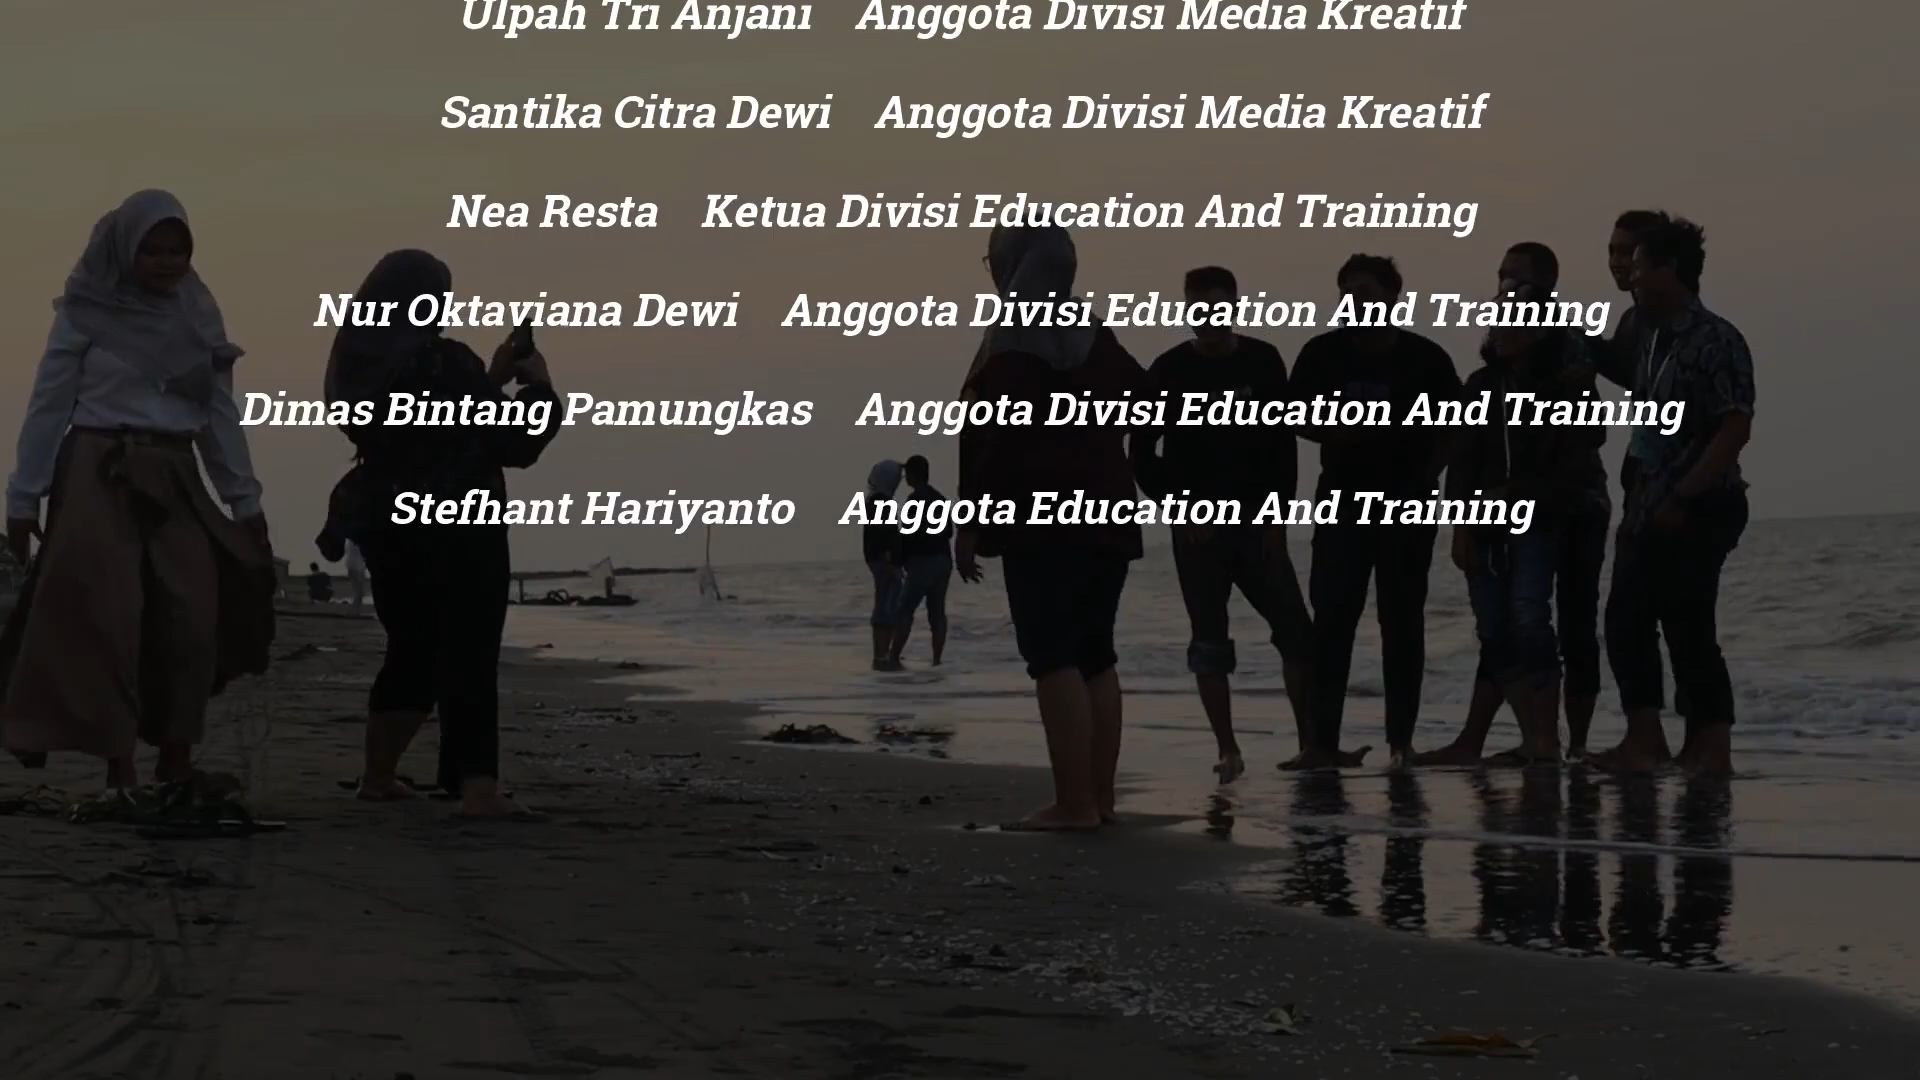 Ulpah Tri Anjani Anggota Divisi Media Kreatif
Santika Citra Dewi Anggota Divisi Media Kreatif
Nea Resta Ketua Divisi Education And Training
Nur Oktaviana Dewi Anggota Divisi Education And Training
Dimas Bintang Pamungkas Anggota Divisi Education And Training
Stefhant Hariyanto Anggota Education And Training